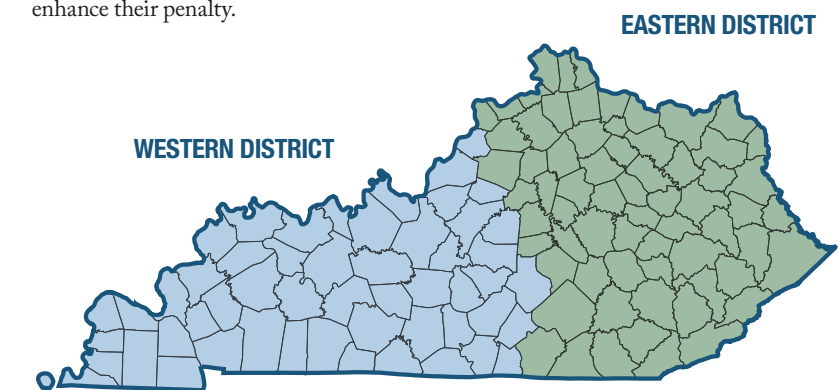 enhance their penalty.
EASTERN DISTRICT
WESTERN DISTRICT